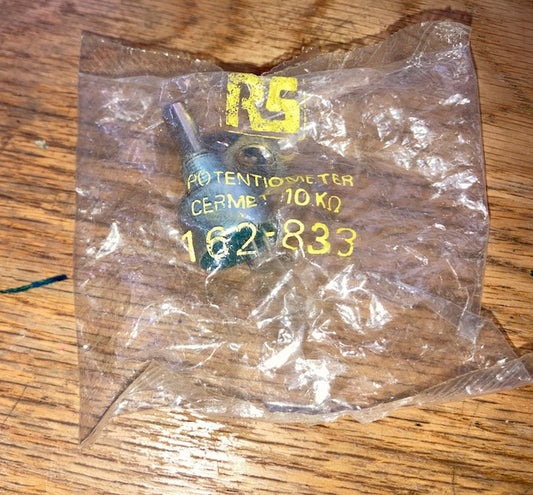 RS
POTENTIOMETER
CERMET 10 KΩ
162-833